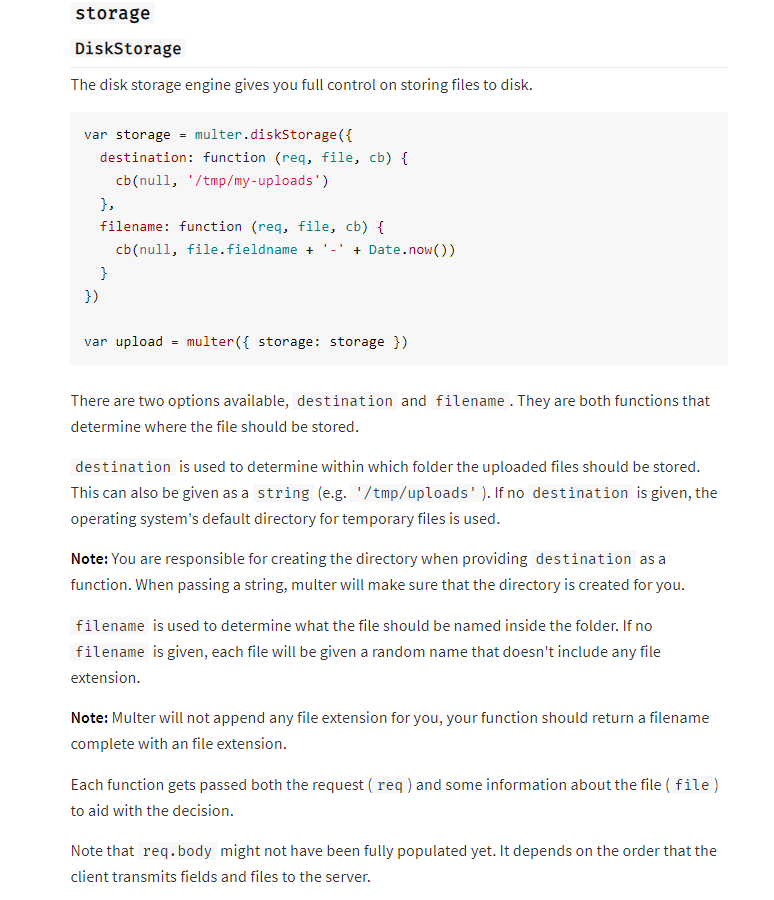 storage
DiskStorage
The disk storage engine gives you full control on storing files to disk.
var storage = multer.diskStorage({
  destination: function (req, file, cb) {
    cb(null, '/tmp/my-uploads')
  },
  filename: function (req, file, cb) {
    cb(null, file.fieldname + '-' + Date.now())
  }
})
var upload = multer({ storage: storage })
There are two options available, destination and filename. They are both functions that
determine where the file should be stored.
destination is used to determine within which folder the uploaded files should be stored.
This can also be given as a string (e.g. '/tmp/uploads'). If no destination is given, the
operating system's default directory for temporary files is used.
Note: You are responsible for creating the directory when providing destination as a
function. When passing a string, multer will make sure that the directory is created for you.
filename is used to determine what the file should be named inside the folder. If no
filename is given, each file will be given a random name that doesn't include any file
extension.
Note: Multer will not append any file extension for you, your function should return a filename
complete with an file extension.
Each function gets passed both the request (req) and some information about the file (file)
to aid with the decision.
Note that req.body might not have been fully populated yet. It depends on the order that the
client transmits fields and files to the server.